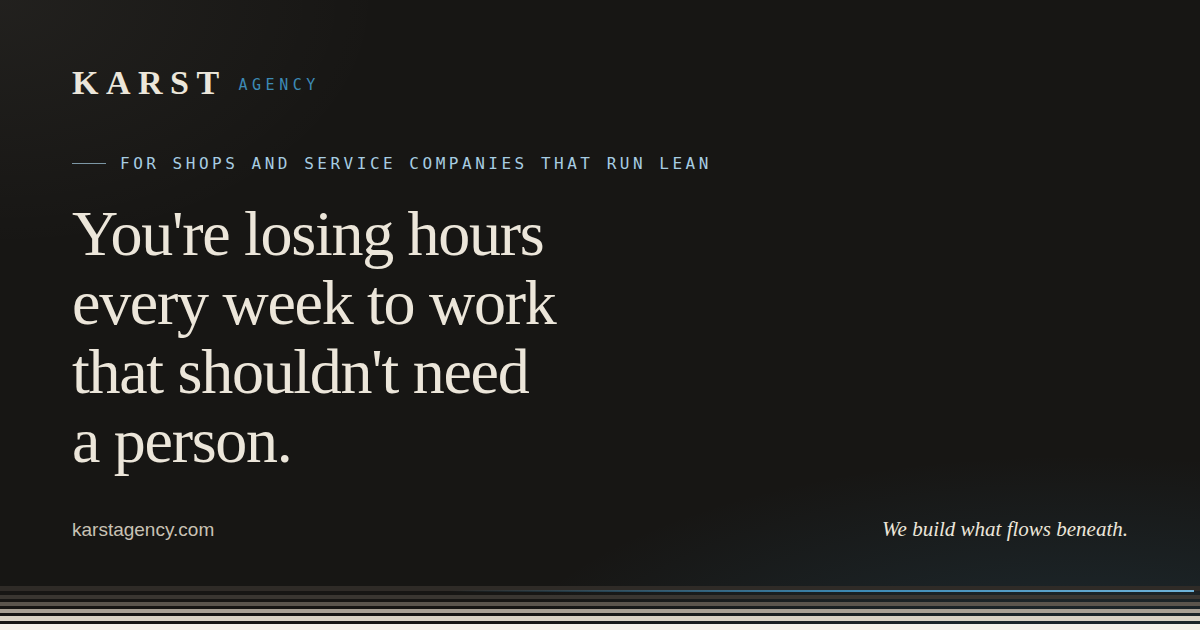 KARST AGENCY
FOR SHOPS AND SERVICE COMPANIES THAT RUN LEAN
You're losing hours
every week to work
that shouldn't need
a person.
karstagency.com
We build what flows beneath.